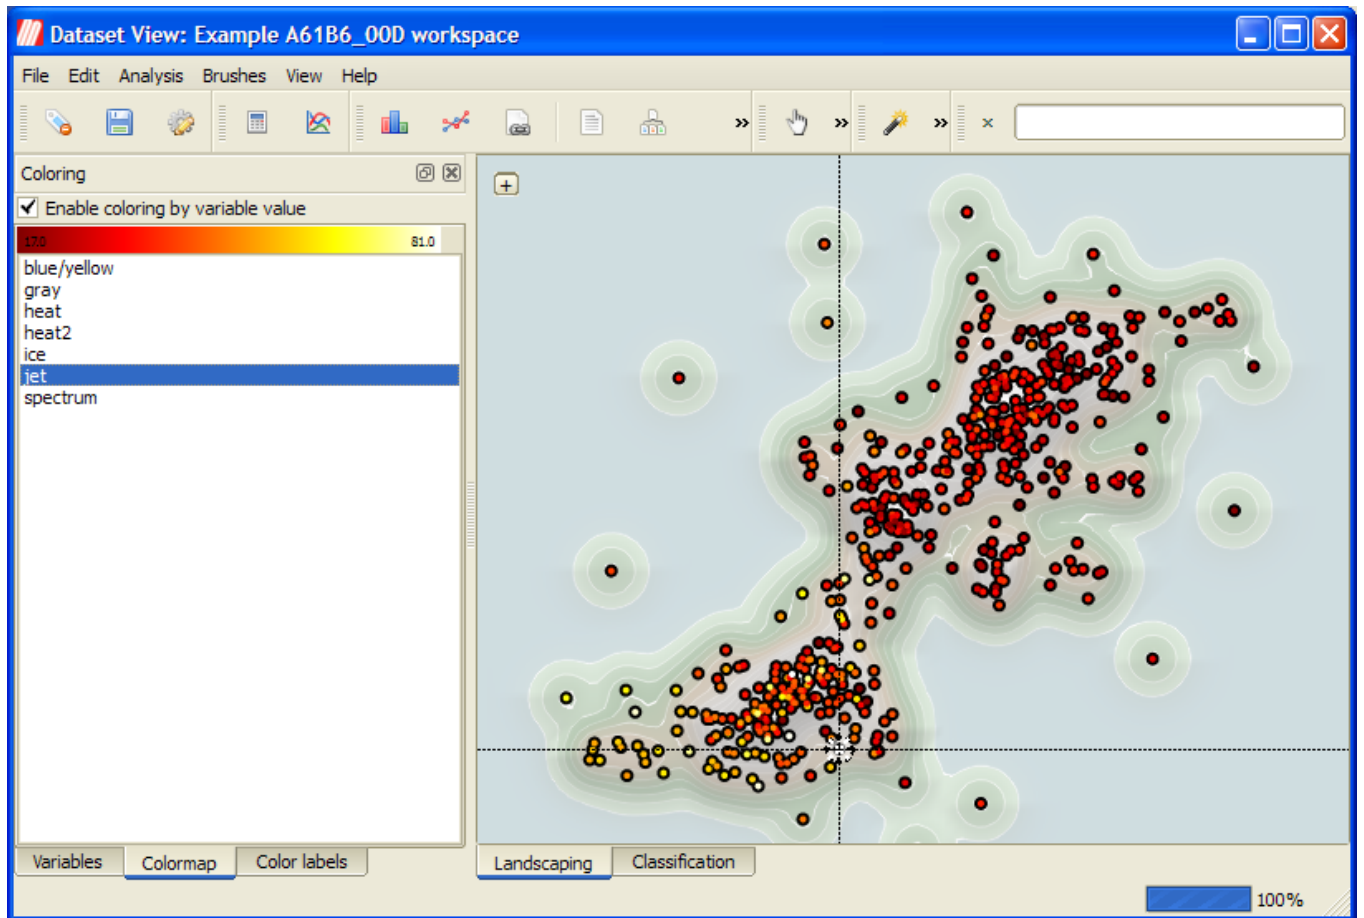 Dataset View: Example A61B6_00D workspace
File Edit Analysis Brushes View Help
Coloring
Enable coloring by variable value
17.0 81.0
blue/yellow
gray
heat
heat2
ice
jet
spectrum
Variables Colormap Color labels
Landscaping Classification
100%